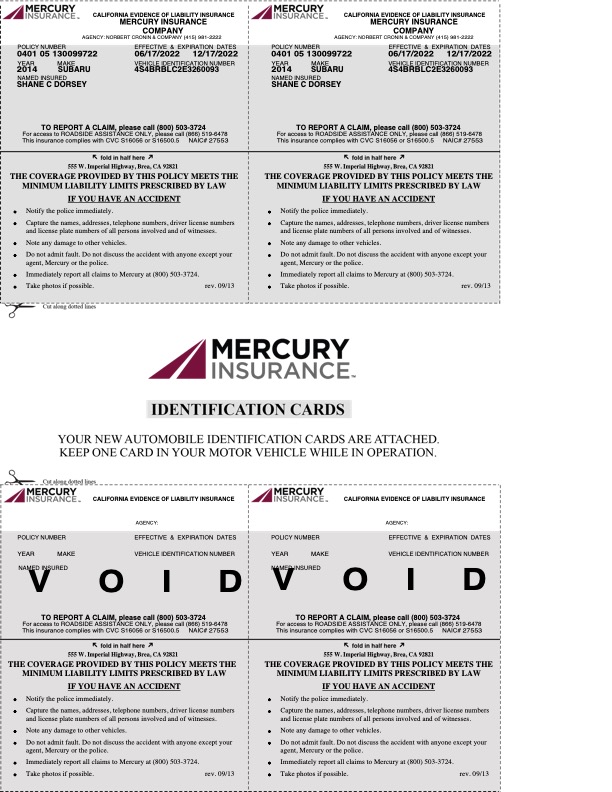 MERCURY
INSURANCE™
CALIFORNIA EVIDENCE OF LIABILITY INSURANCE
MERCURY INSURANCE
COMPANY
AGENCY: NORBERT CRONIN & COMPANY (415) 981-2222
POLICY NUMBER EFFECTIVE & EXPIRATION DATES
0401 05 130099722 06/17/2022 12/17/2022
YEAR MAKE VEHICLE IDENTIFICATION NUMBER
2014 SUBARU 4S4BRBLC2E3260093
NAMED INSURED
SHANE C DORSEY
TO REPORT A CLAIM, please call (800) 503-3724
For access to ROADSIDE ASSISTANCE ONLY, please call (866) 519-6478
This insurance complies with CVC S16056 or S16500.5 NAIC# 27553
↖ fold in half here ↗
555 W. Imperial Highway, Brea, CA 92821
THE COVERAGE PROVIDED BY THIS POLICY MEETS THE
MINIMUM LIABILITY LIMITS PRESCRIBED BY LAW
IF YOU HAVE AN ACCIDENT
• Notify the police immediately.
• Capture the names, addresses, telephone numbers, driver license numbers
and license plate numbers of all persons involved and of witnesses.
• Note any damage to other vehicles.
• Do not admit fault. Do not discuss the accident with anyone except your
agent, Mercury or the police.
• Immediately report all claims to Mercury at (800) 503-3724.
• Take photos if possible. rev. 09/13
MERCURY
INSURANCE™
CALIFORNIA EVIDENCE OF LIABILITY INSURANCE
MERCURY INSURANCE
COMPANY
AGENCY: NORBERT CRONIN & COMPANY (415) 981-2222
POLICY NUMBER EFFECTIVE & EXPIRATION DATES
0401 05 130099722 06/17/2022 12/17/2022
YEAR MAKE VEHICLE IDENTIFICATION NUMBER
2014 SUBARU 4S4BRBLC2E3260093
NAMED INSURED
SHANE C DORSEY
TO REPORT A CLAIM, please call (800) 503-3724
For access to ROADSIDE ASSISTANCE ONLY, please call (866) 519-6478
This insurance complies with CVC S16056 or S16500.5 NAIC# 27553
↖ fold in half here ↗
555 W. Imperial Highway, Brea, CA 92821
THE COVERAGE PROVIDED BY THIS POLICY MEETS THE
MINIMUM LIABILITY LIMITS PRESCRIBED BY LAW
IF YOU HAVE AN ACCIDENT
• Notify the police immediately.
• Capture the names, addresses, telephone numbers, driver license numbers
and license plate numbers of all persons involved and of witnesses.
• Note any damage to other vehicles.
• Do not admit fault. Do not discuss the accident with anyone except your
agent, Mercury or the police.
• Immediately report all claims to Mercury at (800) 503-3724.
• Take photos if possible. rev. 09/13
Cut along dotted lines
MERCURY
INSURANCE™
IDENTIFICATION CARDS
YOUR NEW AUTOMOBILE IDENTIFICATION CARDS ARE ATTACHED.
KEEP ONE CARD IN YOUR MOTOR VEHICLE WHILE IN OPERATION.
Cut along dotted lines
MERCURY
INSURANCE™
CALIFORNIA EVIDENCE OF LIABILITY INSURANCE
AGENCY:
POLICY NUMBER EFFECTIVE & EXPIRATION DATES
YEAR MAKE VEHICLE IDENTIFICATION NUMBER
NAMED INSURED
V O I D
TO REPORT A CLAIM, please call (800) 503-3724
For access to ROADSIDE ASSISTANCE ONLY, please call (866) 519-6478
This insurance complies with CVC S16056 or S16500.5 NAIC# 27553
↖ fold in half here ↗
555 W. Imperial Highway, Brea, CA 92821
THE COVERAGE PROVIDED BY THIS POLICY MEETS THE
MINIMUM LIABILITY LIMITS PRESCRIBED BY LAW
IF YOU HAVE AN ACCIDENT
• Notify the police immediately.
• Capture the names, addresses, telephone numbers, driver license numbers
and license plate numbers of all persons involved and of witnesses.
• Note any damage to other vehicles.
• Do not admit fault. Do not discuss the accident with anyone except your
agent, Mercury or the police.
• Immediately report all claims to Mercury at (800) 503-3724.
• Take photos if possible. rev. 09/13
MERCURY
INSURANCE™
CALIFORNIA EVIDENCE OF LIABILITY INSURANCE
AGENCY:
POLICY NUMBER EFFECTIVE & EXPIRATION DATES
YEAR MAKE VEHICLE IDENTIFICATION NUMBER
NAMED INSURED
V O I D
TO REPORT A CLAIM, please call (800) 503-3724
For access to ROADSIDE ASSISTANCE ONLY, please call (866) 519-6478
This insurance complies with CVC S16056 or S16500.5 NAIC# 27553
↖ fold in half here ↗
555 W. Imperial Highway, Brea, CA 92821
THE COVERAGE PROVIDED BY THIS POLICY MEETS THE
MINIMUM LIABILITY LIMITS PRESCRIBED BY LAW
IF YOU HAVE AN ACCIDENT
• Notify the police immediately.
• Capture the names, addresses, telephone numbers, driver license numbers
and license plate numbers of all persons involved and of witnesses.
• Note any damage to other vehicles.
• Do not admit fault. Do not discuss the accident with anyone except your
agent, Mercury or the police.
• Immediately report all claims to Mercury at (800) 503-3724.
• Take photos if possible. rev. 09/13